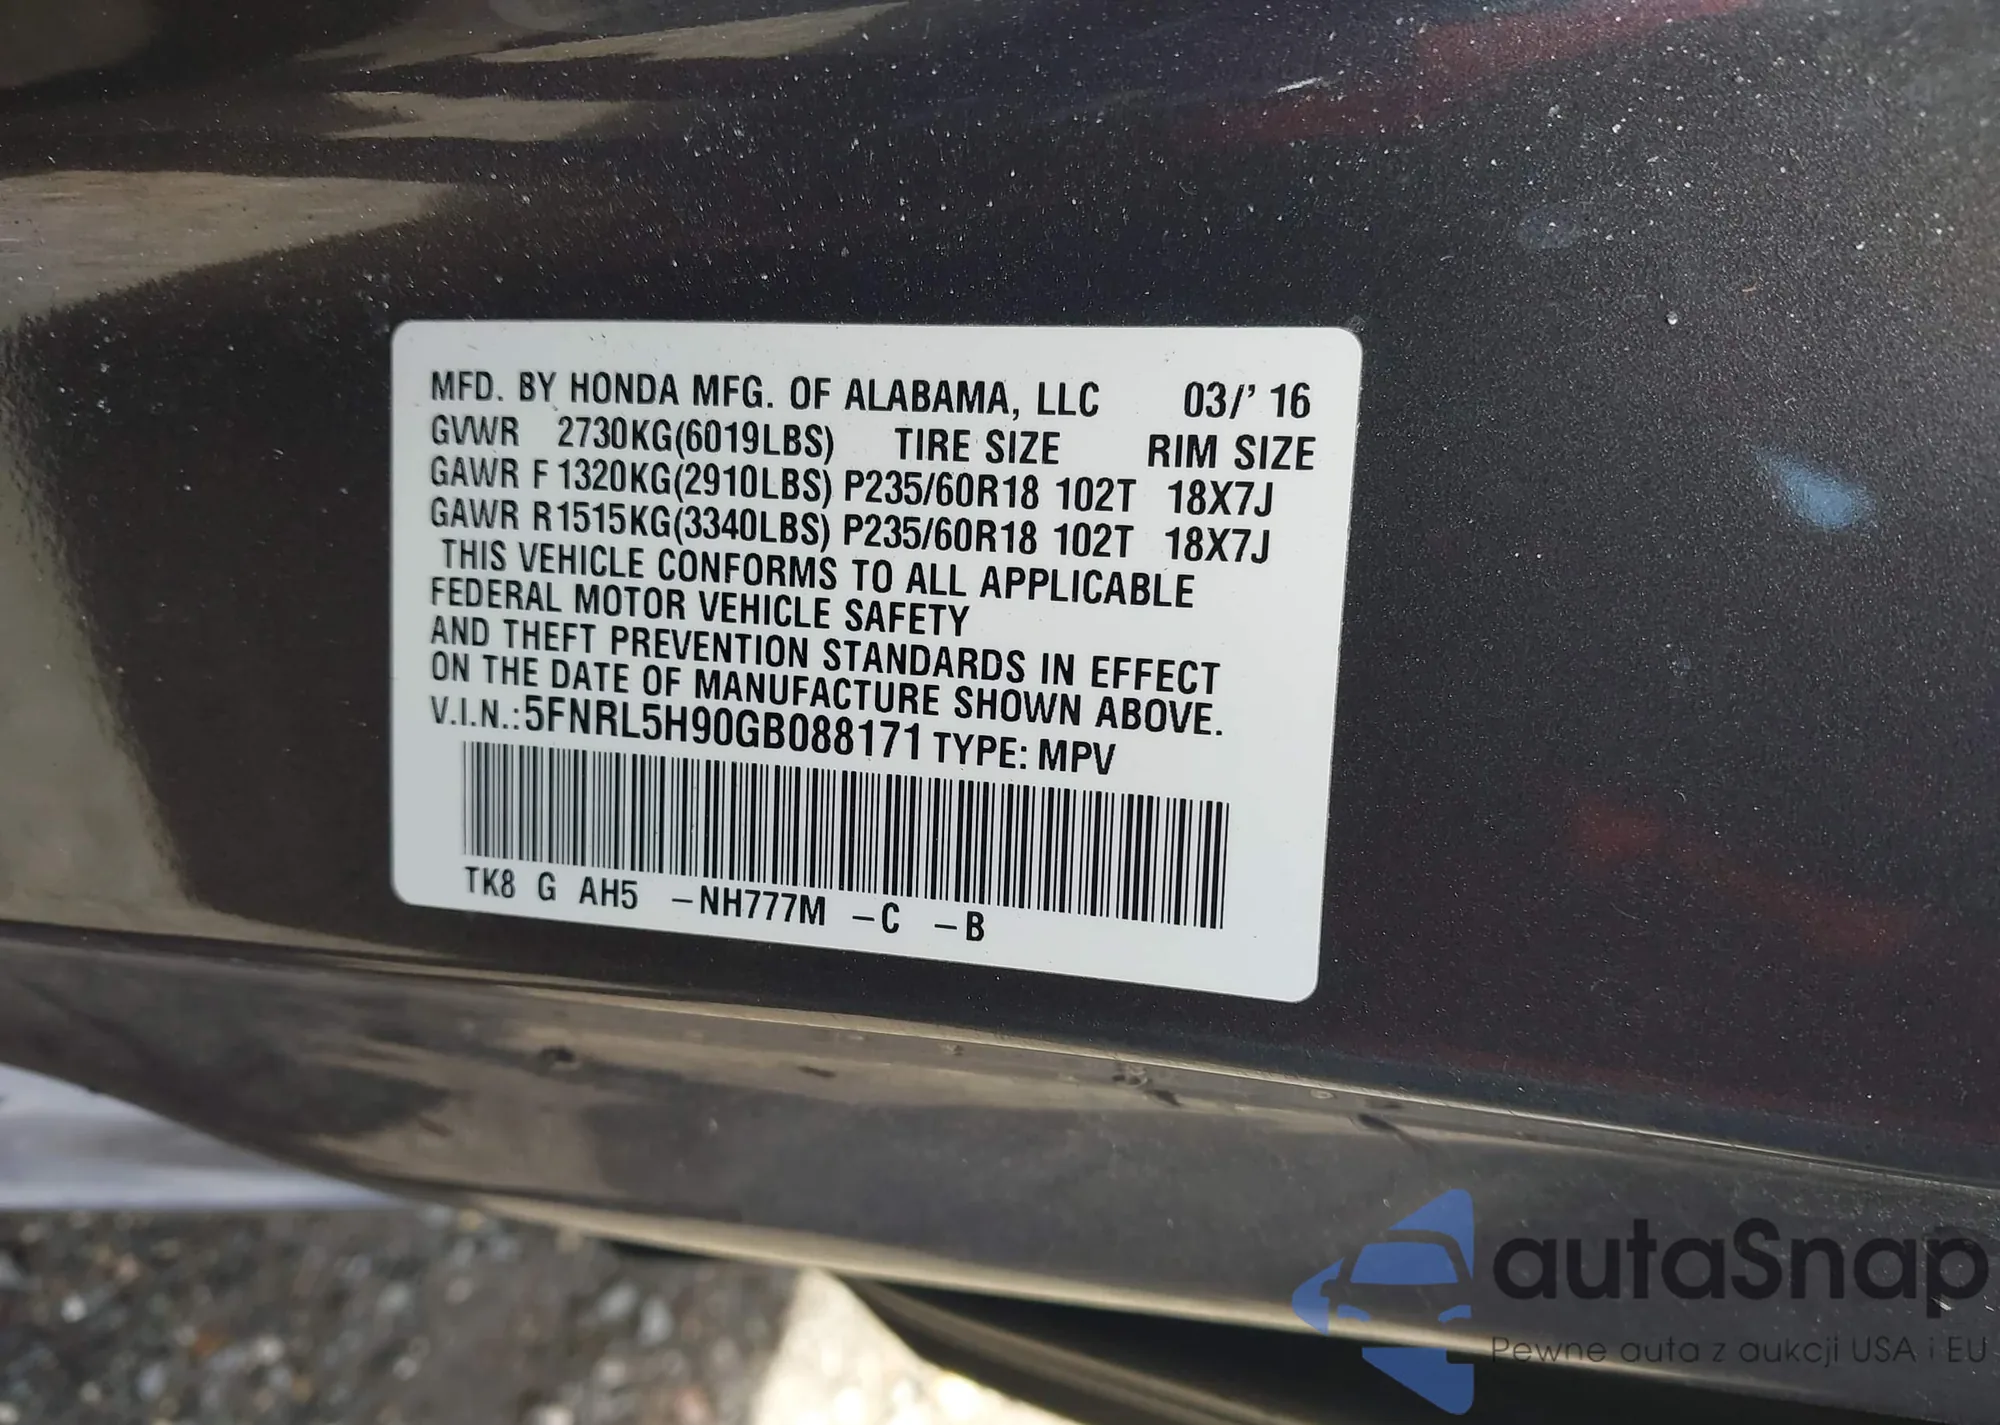 MFD. BY HONDA MFG. OF ALABAMA, LLC 03/' 16
GVWR 2730KG(6019LBS) TIRE SIZE RIM SIZE
GAWR F 1320KG(2910LBS) P235/60R18 102T 18X7J
GAWR R1515KG(3340LBS) P235/60R18 102T 18X7J
THIS VEHICLE CONFORMS TO ALL APPLICABLE
FEDERAL MOTOR VEHICLE SAFETY
AND THEFT PREVENTION STANDARDS IN EFFECT
ON THE DATE OF MANUFACTURE SHOWN ABOVE.
V.I.N.:5FNRL5H90GB088171 TYPE: MPV
TK8 G AH5 -NH777M -C -B
autaSnap
Pewne auta z aukcji USA i EU